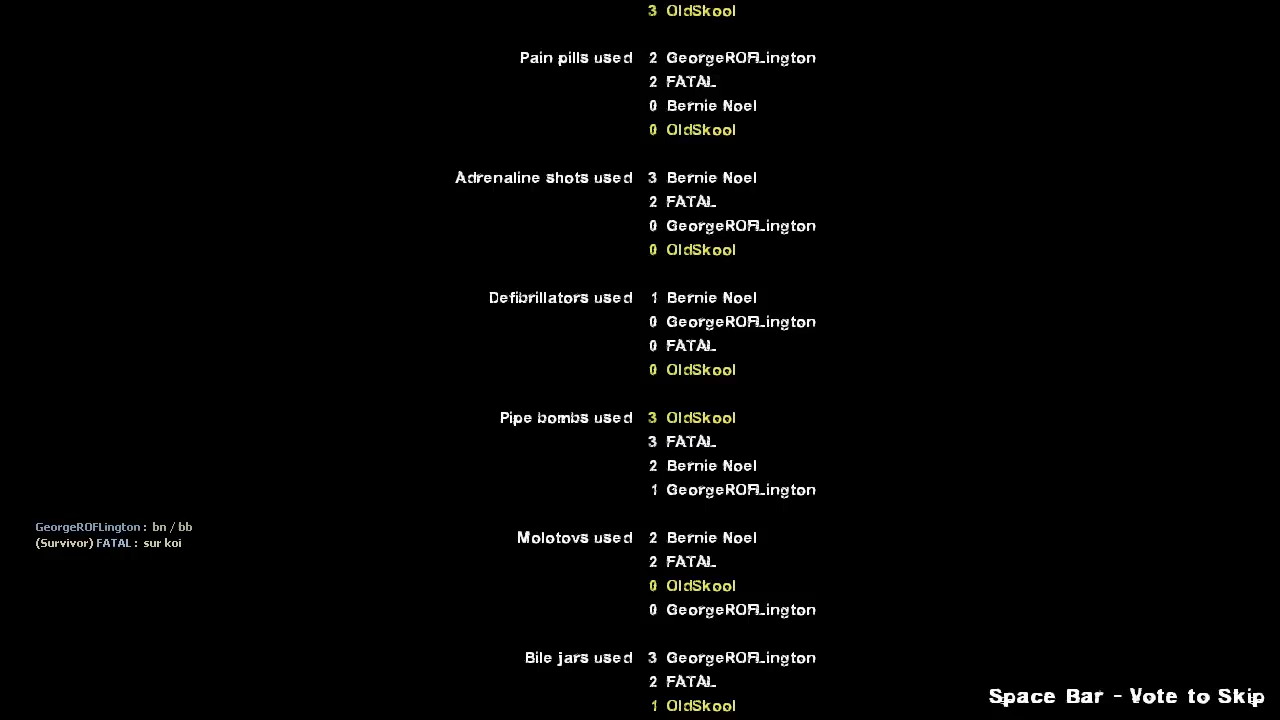 3 OldSkool
Pain pills used 2 GeorgeROFLington
2 FATAL
0 Bernie Noel
0 OldSkool
Adrenaline shots used 3 Bernie Noel
2 FATAL
0 GeorgeROFLington
0 OldSkool
Defibrillators used 1 Bernie Noel
0 GeorgeROFLington
0 FATAL
0 OldSkool
Pipe bombs used 3 OldSkool
3 FATAL
2 Bernie Noel
1 GeorgeROFLington
GeorgeROFLington : bn / bb
(Survivor) FATAL : sur koi
Molotovs used 2 Bernie Noel
2 FATAL
0 OldSkool
0 GeorgeROFLington
Bile jars used 3 GeorgeROFLington
2 FATAL
1 OldSkool
Space Bar - Vote to Skip